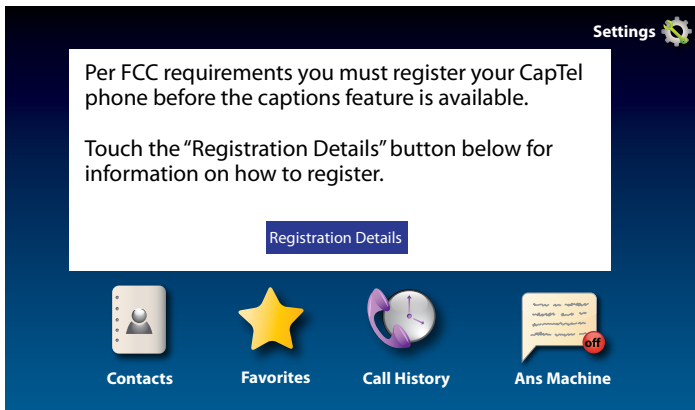 Settings
Per FCC requirements you must register your CapTel
phone before the captions feature is available.
Touch the “Registration Details” button below for
information on how to register.
Registration Details
off
Contacts
Favorites
Call History
Ans Machine